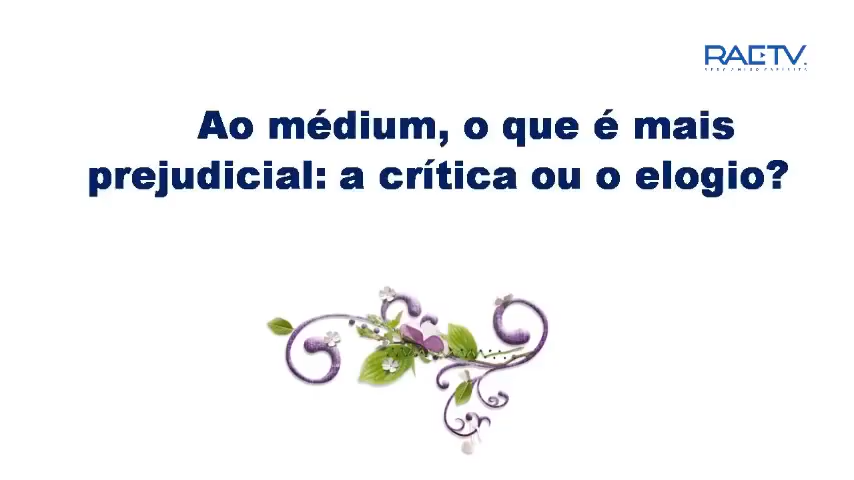 RAETV.
Ao médium, o que é mais
prejudicial: a crítica ou o elogio?